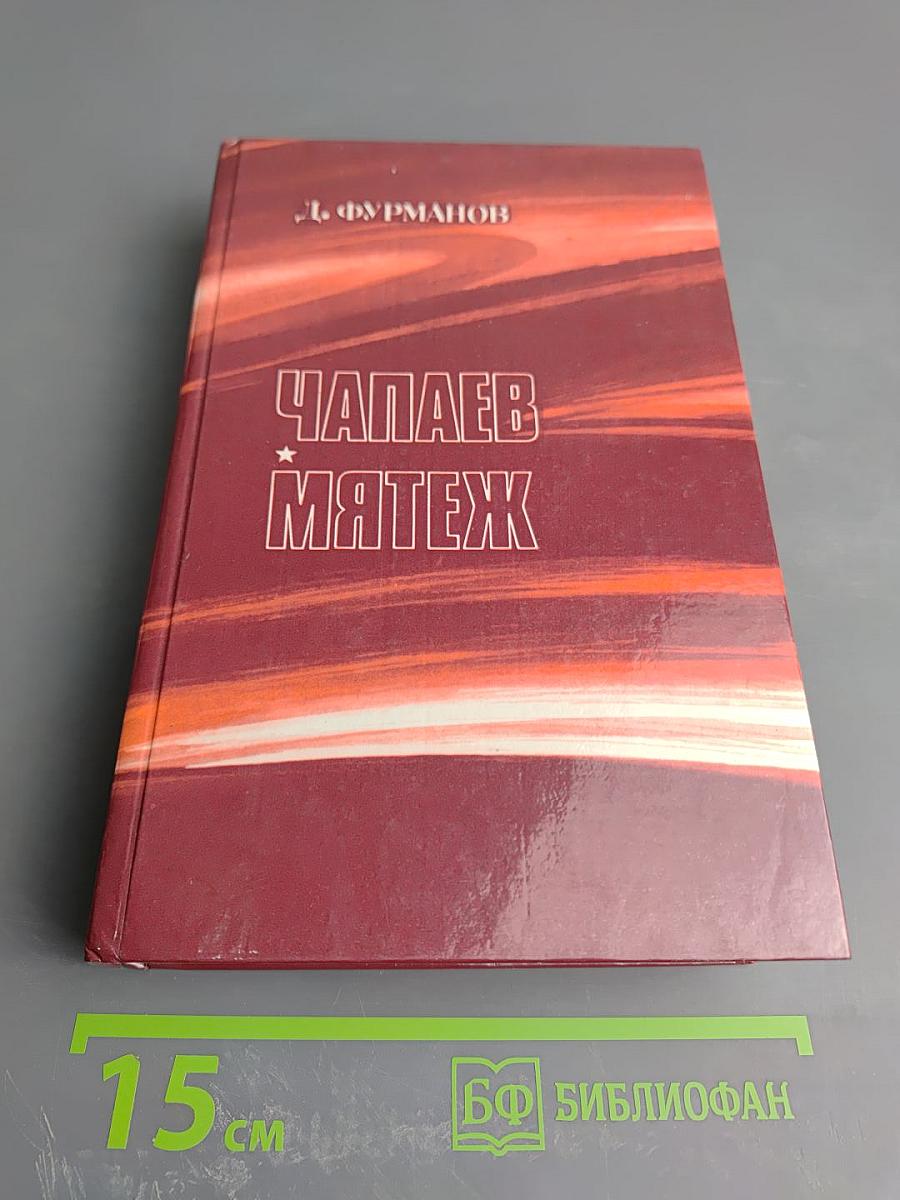 Д. ФУРМАНОВ
ЧАПАЕВ
МЯТЕЖ
15 см
БФ БИБЛИОФАН